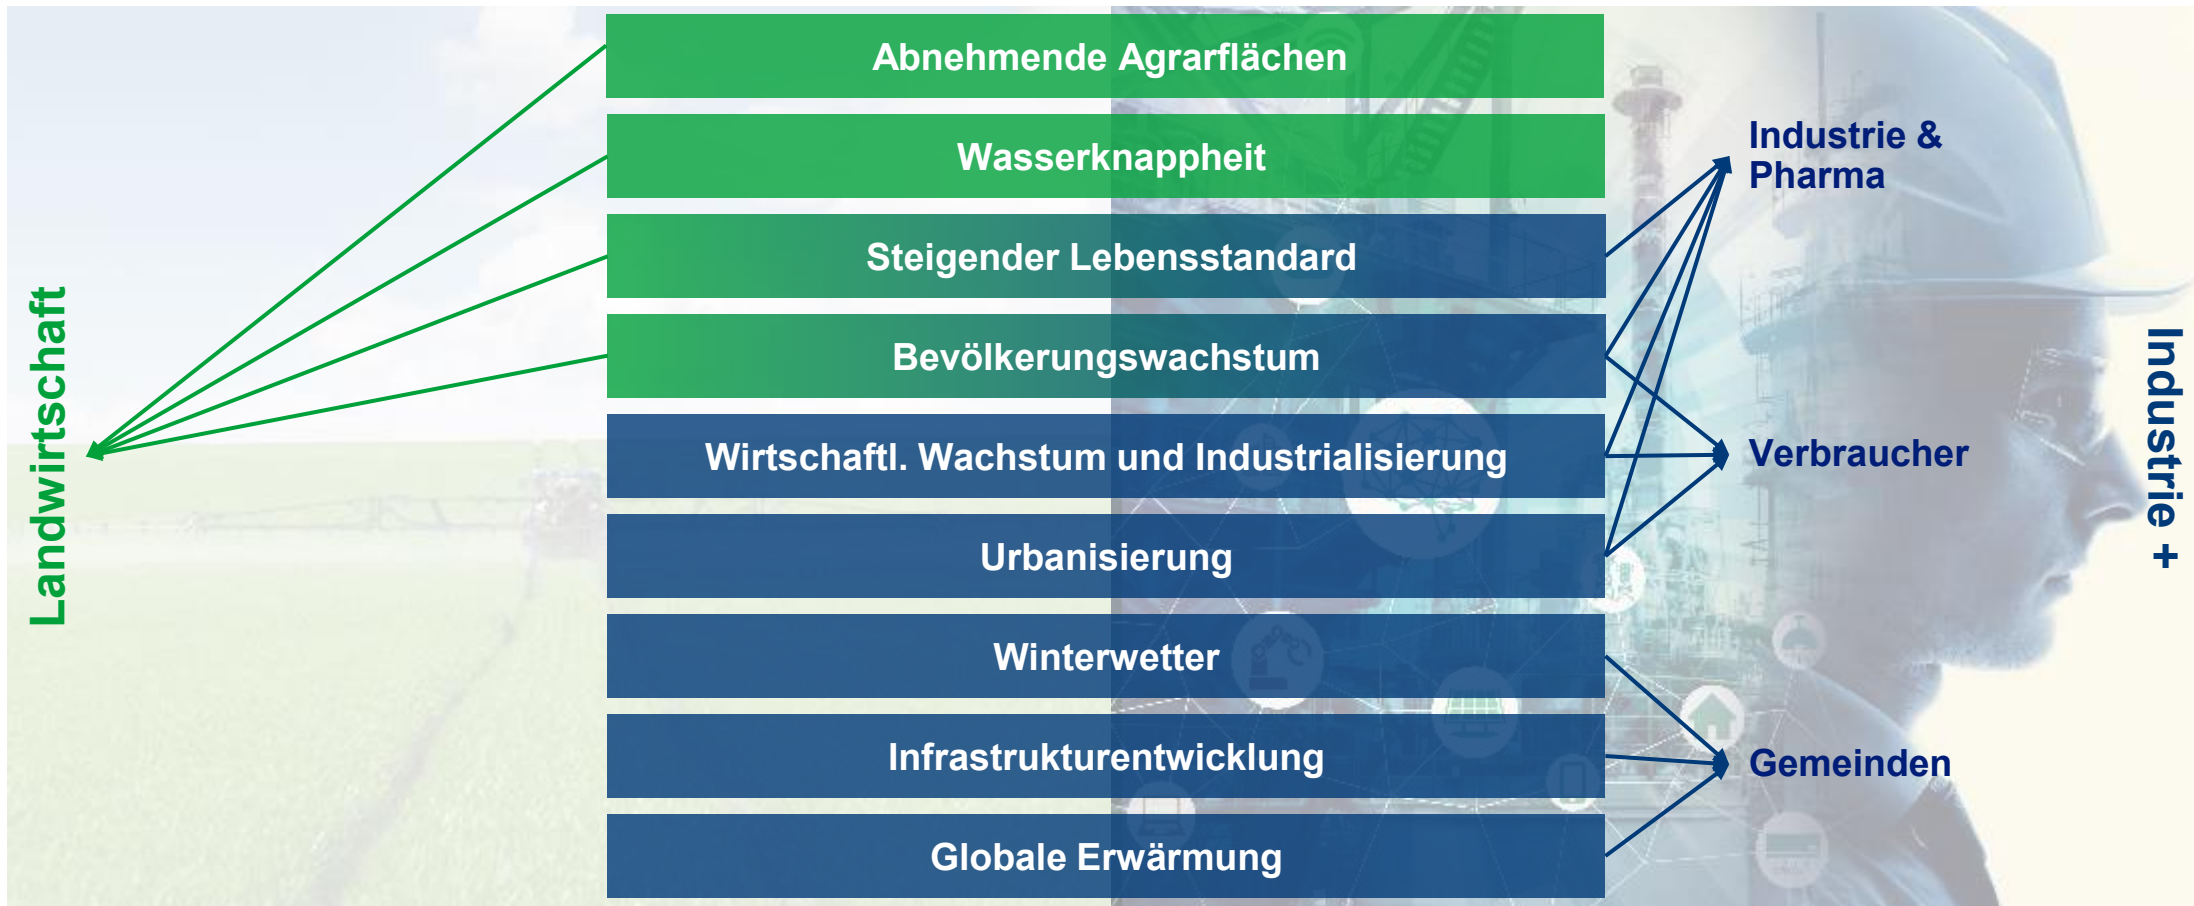 Landwirtschaft
Abnehmende Agrarflächen
Wasserknappheit
Steigender Lebensstandard
Bevölkerungswachstum
Wirtschaftl. Wachstum und Industrialisierung
Urbanisierung
Winterwetter
Infrastrukturentwicklung
Globale Erwärmung
Industrie &
Pharma
Verbraucher
Gemeinden
Industrie +